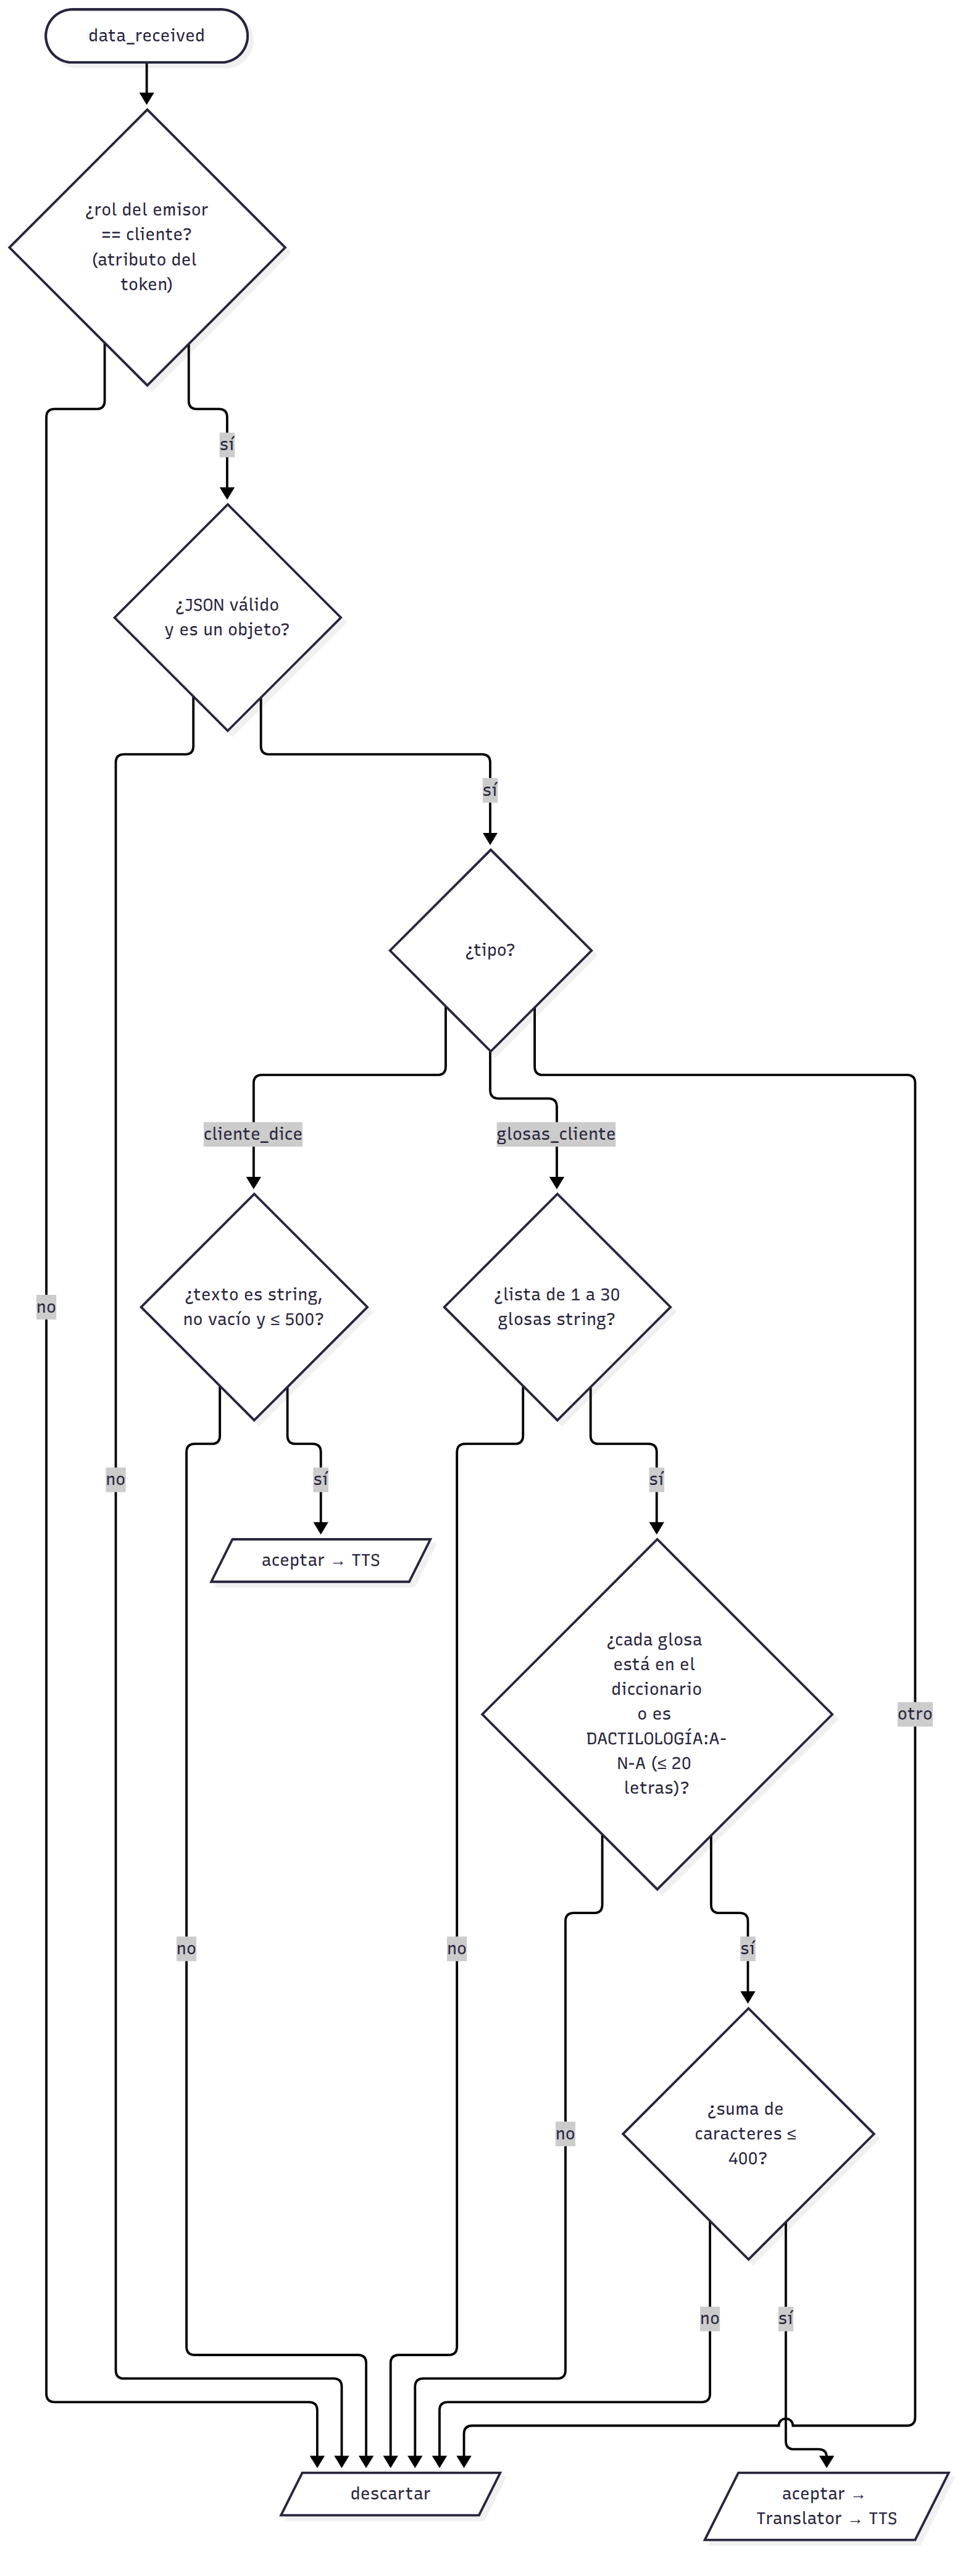 data_received
¿rol del emisor
== cliente?
(atributo del
token)
sí
¿JSON válido
y es un objeto?
sí
¿tipo?
cliente_dice
glosas_cliente
no
¿texto es string,
no vacío y ≤ 500?
¿lista de 1 a 30
glosas string?
no
sí
sí
aceptar → TTS
¿cada glosa
está en el
diccionario
o es
DACTILOLOGÍA:A-
N-A (≤ 20
letras)?
otro
no
no
sí
no
¿suma de
caracteres ≤
400?
no
sí
descartar
aceptar →
Translator → TTS